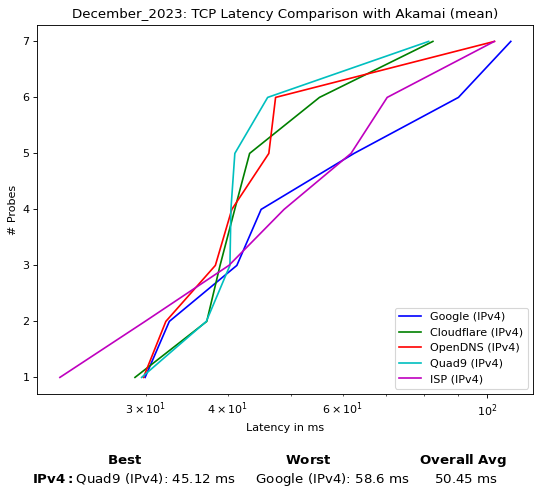 December_2023: TCP Latency Comparison with Akamai (mean)
7
6
5
4
3
2
1
# Probes
Google (IPv4)
Cloudflare (IPv4)
OpenDNS (IPv4)
Quad9 (IPv4)
ISP (IPv4)
3 × 10¹ 4 × 10¹ 6 × 10¹ 10²
Latency in ms
Best Worst Overall Avg
IPv4: Quad9 (IPv4): 45.12 ms Google (IPv4): 58.6 ms 50.45 ms